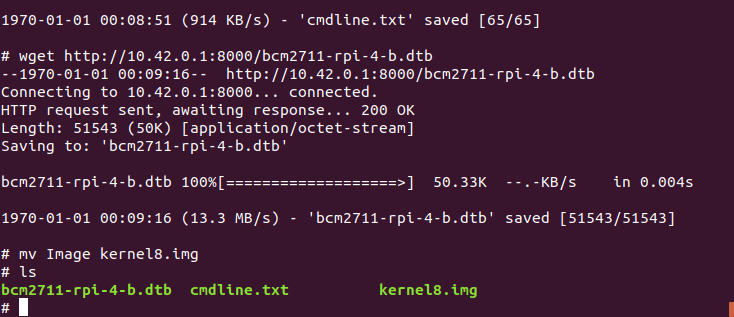 1970-01-01 00:08:51 (914 KB/s) - 'cmdline.txt' saved [65/65]
# wget http://10.42.0.1:8000/bcm2711-rpi-4-b.dtb
--1970-01-01 00:09:16--  http://10.42.0.1:8000/bcm2711-rpi-4-b.dtb
Connecting to 10.42.0.1:8000... connected.
HTTP request sent, awaiting response... 200 OK
Length: 51543 (50K) [application/octet-stream]
Saving to: 'bcm2711-rpi-4-b.dtb'
bcm2711-rpi-4-b.dtb 100%[===================>]  50.33K  --.-KB/s    in 0.004s
1970-01-01 00:09:16 (13.3 MB/s) - 'bcm2711-rpi-4-b.dtb' saved [51543/51543]
# mv Image kernel8.img
# ls
bcm2711-rpi-4-b.dtb  cmdline.txt          kernel8.img
#